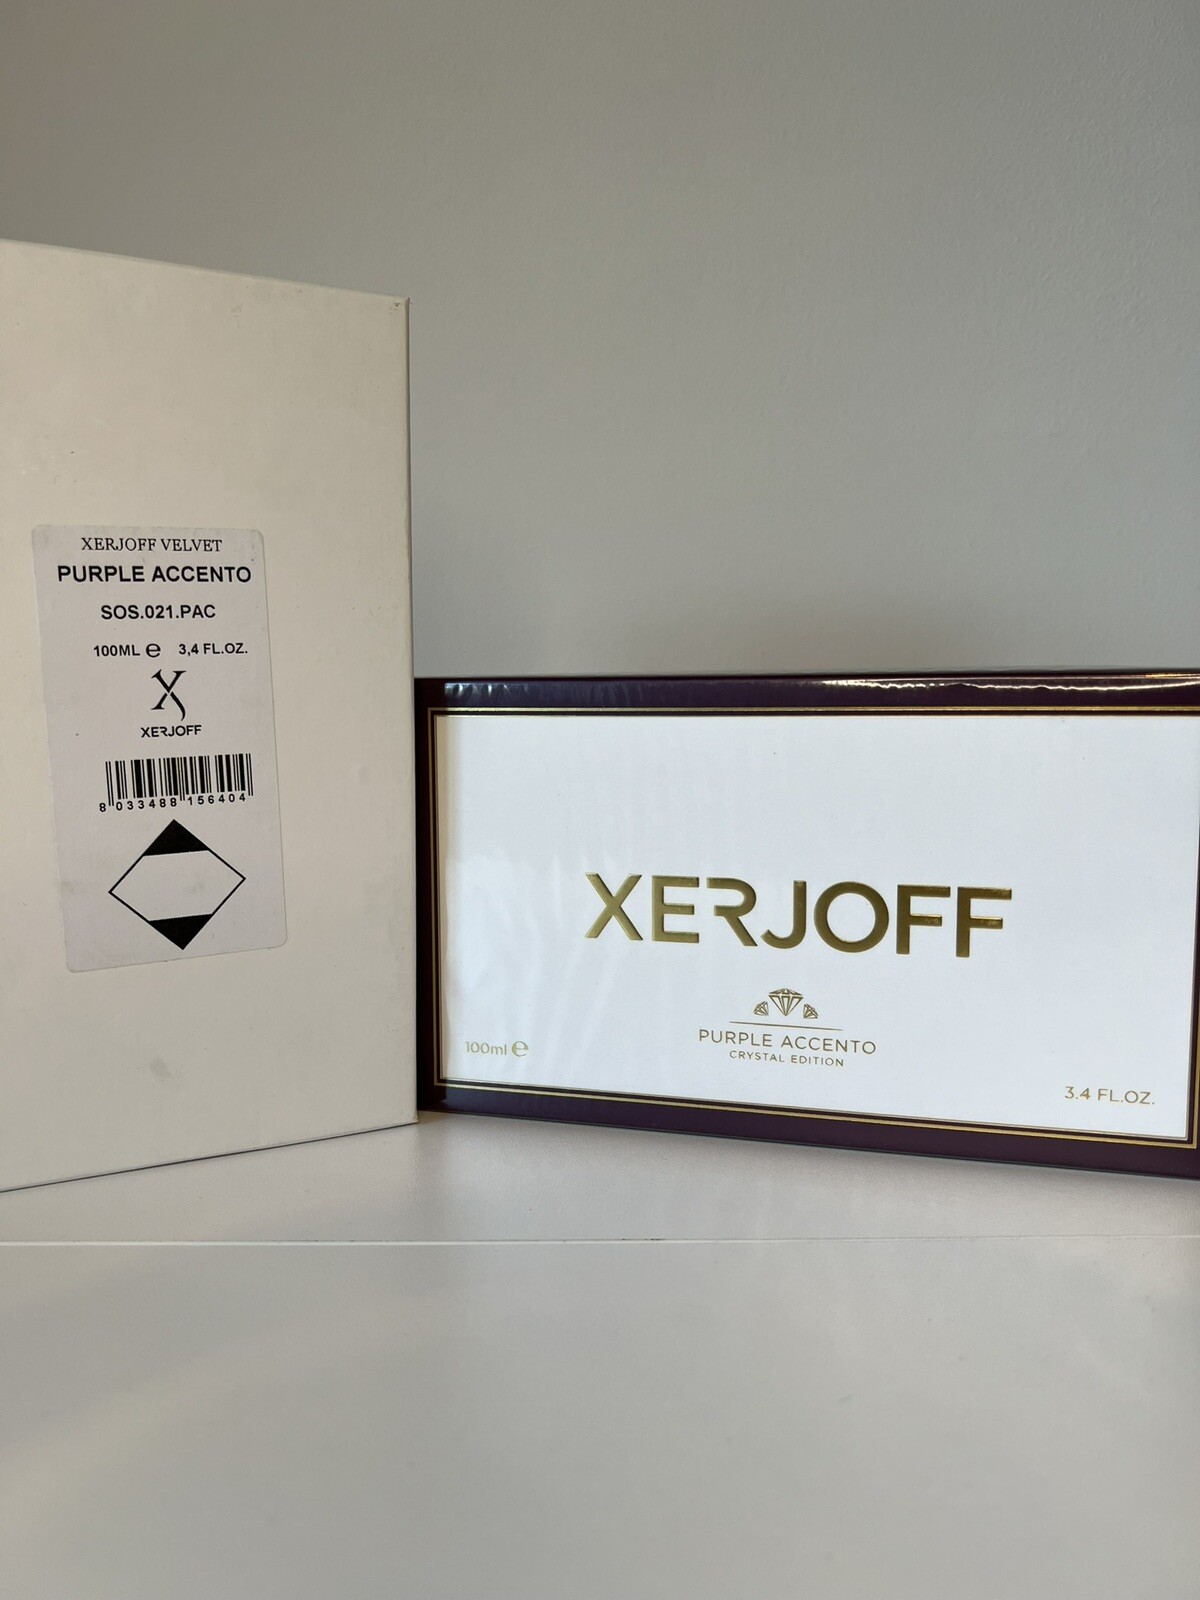 XERJOFF VELVET
PURPLE ACCENTO
SOS.021.PAC
100ML ℮ 3,4 FL.OZ.
X
XERJOFF
8 033488 156404
XERJOFF
PURPLE ACCENTO
CRYSTAL EDITION
100ml ℮
3.4 FL.OZ.